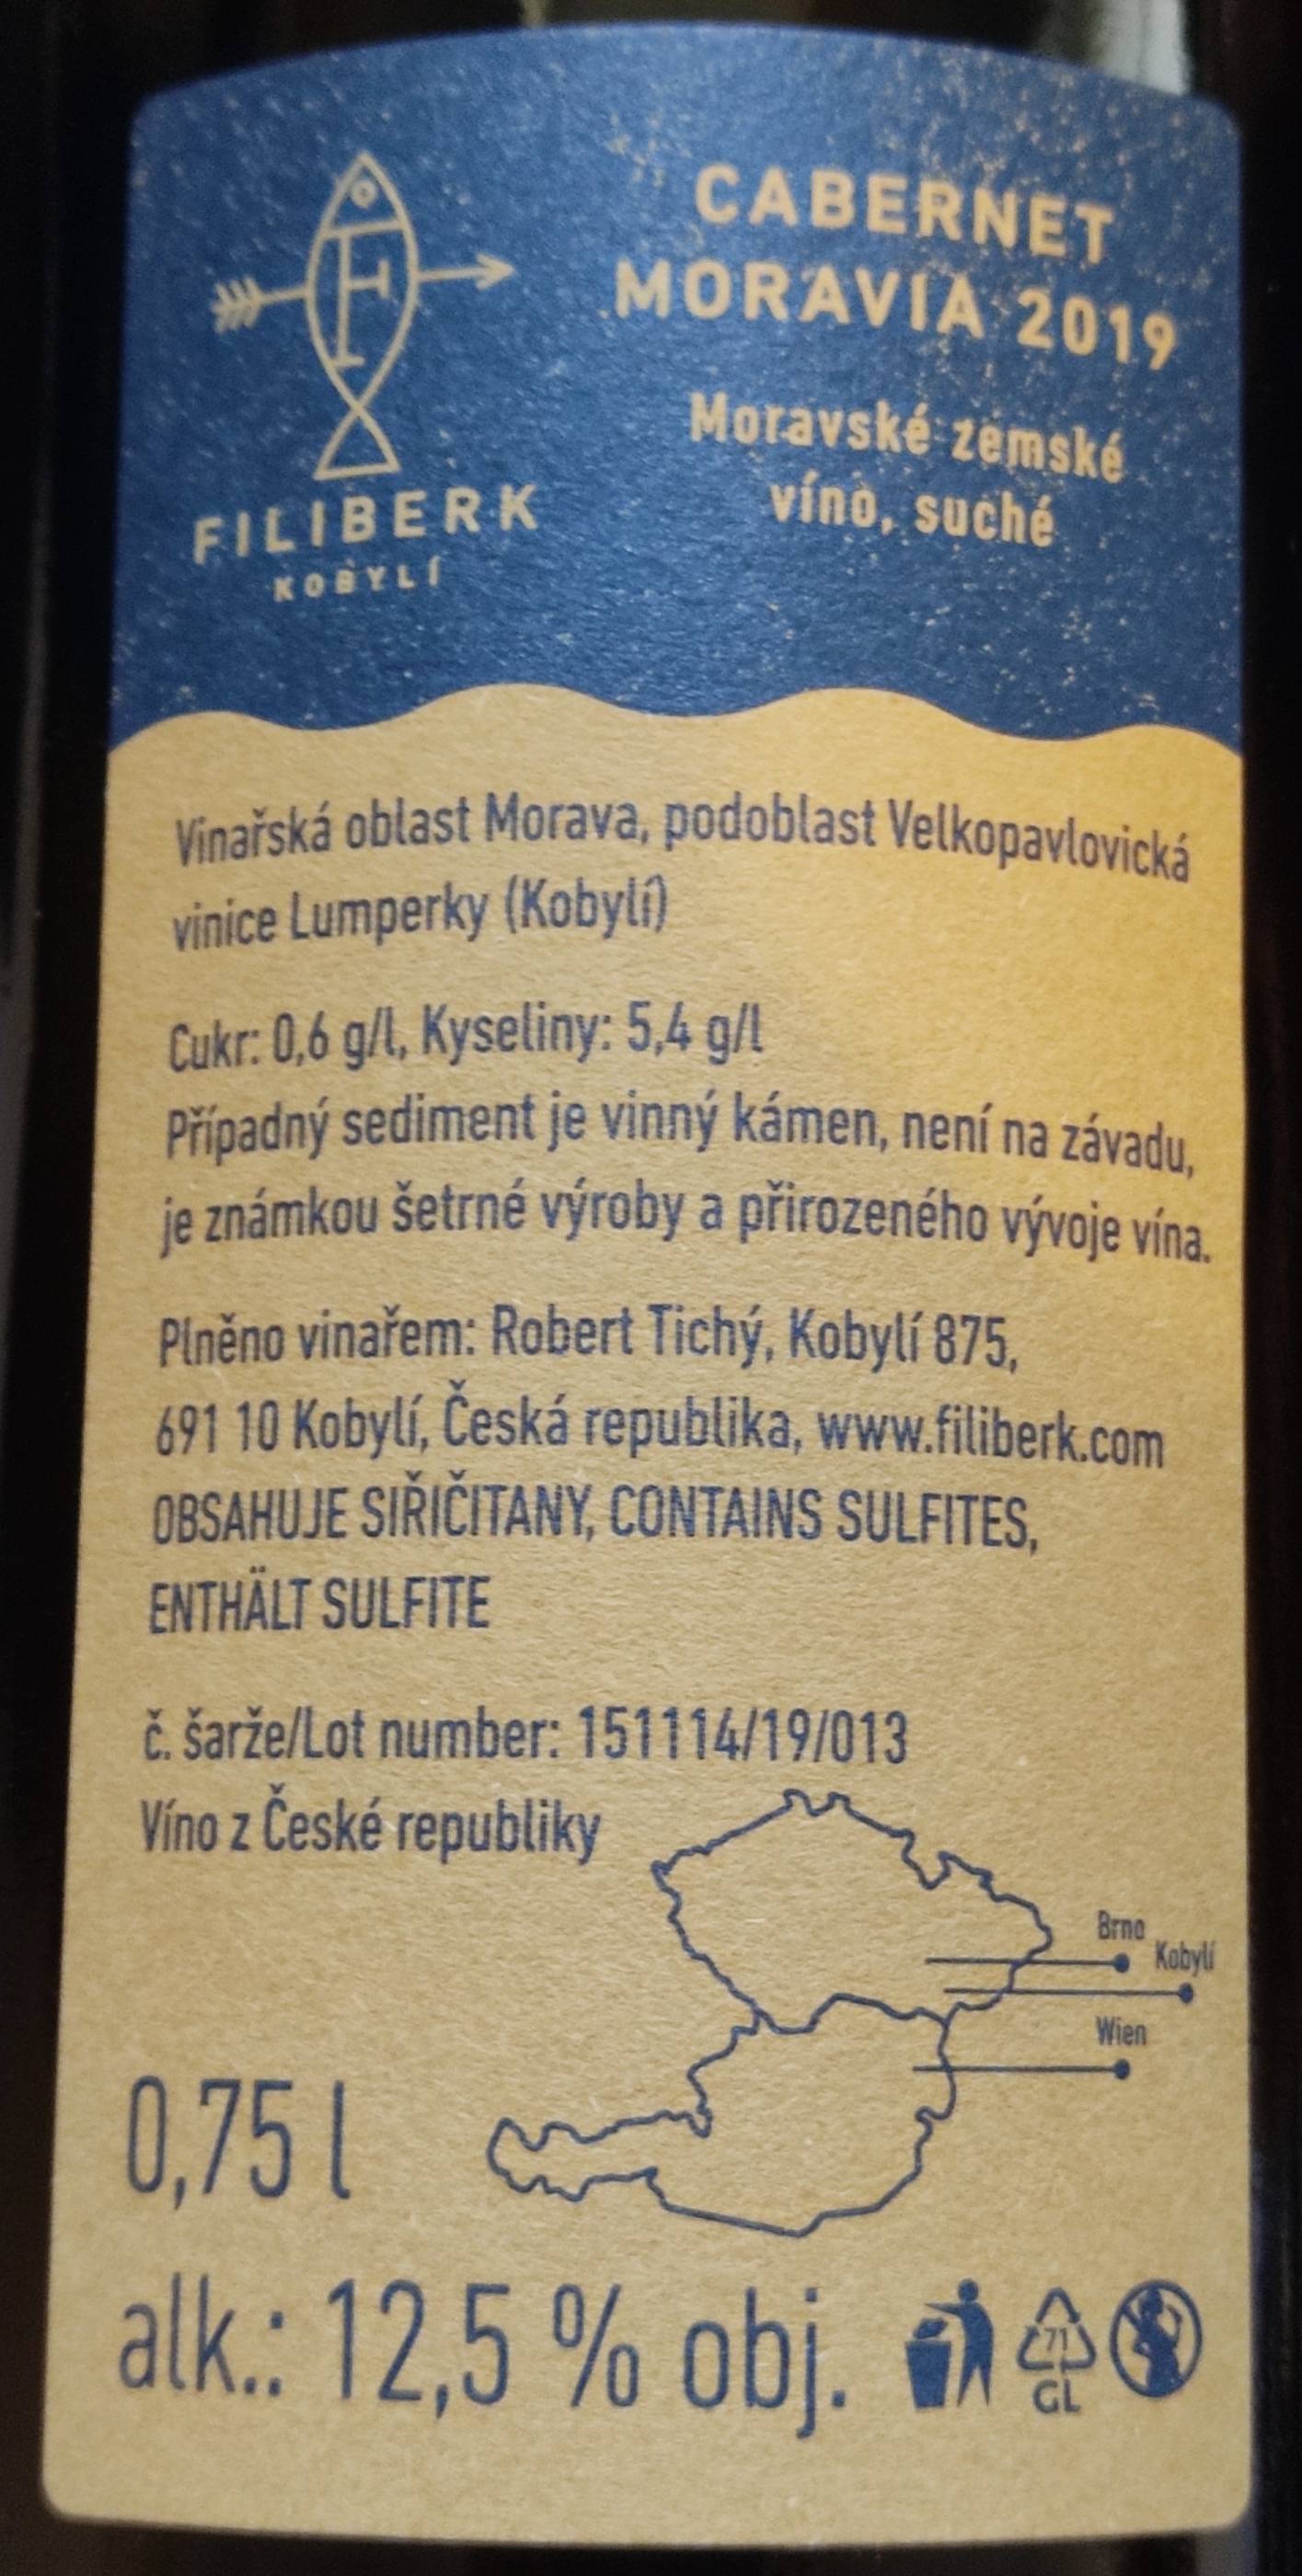 F
FILIBERK
KOBYLÍ
CABERNET
MORAVIA 2019
Moravské zemské
víno, suché
Vinařská oblast Morava, podoblast Velkopavlovická
vinice Lumperky (Kobylí)
Cukr: 0,6 g/l, Kyseliny: 5,4 g/l
Případný sediment je vinný kámen, není na závadu,
je známkou šetrné výroby a přirozeného vývoje vína.
Plněno vinařem: Robert Tichý, Kobylí 875,
691 10 Kobylí, Česká republika, www.filiberk.com
OBSAHUJE SIŘIČITANY, CONTAINS SULFITES,
ENTHÄLT SULFITE
č. šarže/Lot number: 151114/19/013
Víno z České republiky
Brno
Kobylí
Wien
0,75 l
alk.: 12,5 % obj.
71
GL